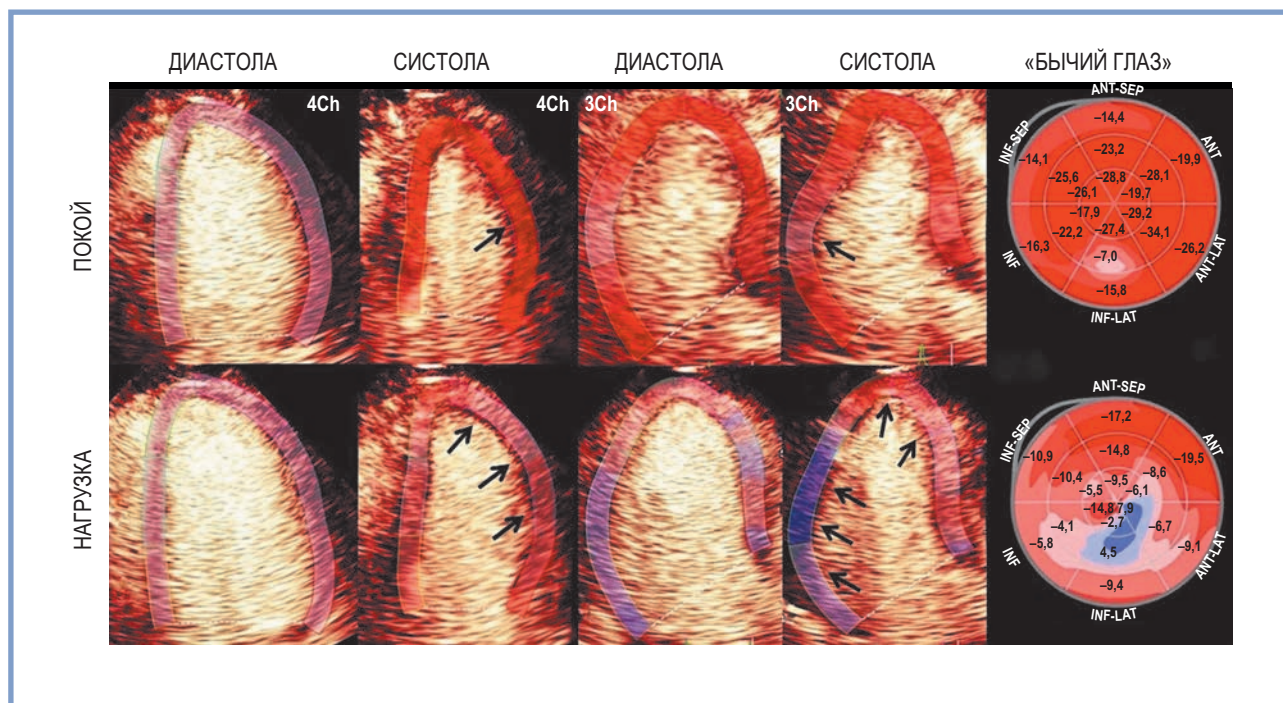 ДИАСТОЛА СИСТОЛА ДИАСТОЛА СИСТОЛА «БЫЧИЙ ГЛАЗ»
ПОКОЙ
4Ch 4Ch 3Ch 3Ch
ANT-SEP
–14,4
INF-SEP ANT
–23,2
–14,1 –19,9
–25,6 –28,8 –28,1
–26,1 –19,7
–17,9 –29,2
–22,2 –27,4 –34,1
–16,3 –7,0 –26,2
INF ANT-LAT
–15,8
INF-LAT
НАГРУЗКА
ANT-SEP
–17,2
INF-SEP ANT
–10,9 –14,8 –19,5
–10,4 –9,5 –8,6
–5,5 –6,1
–14,8 7,9
–4,1 –2,7 –6,7
–5,8 4,5 –9,1
INF ANT-LAT
–9,4
INF-LAT